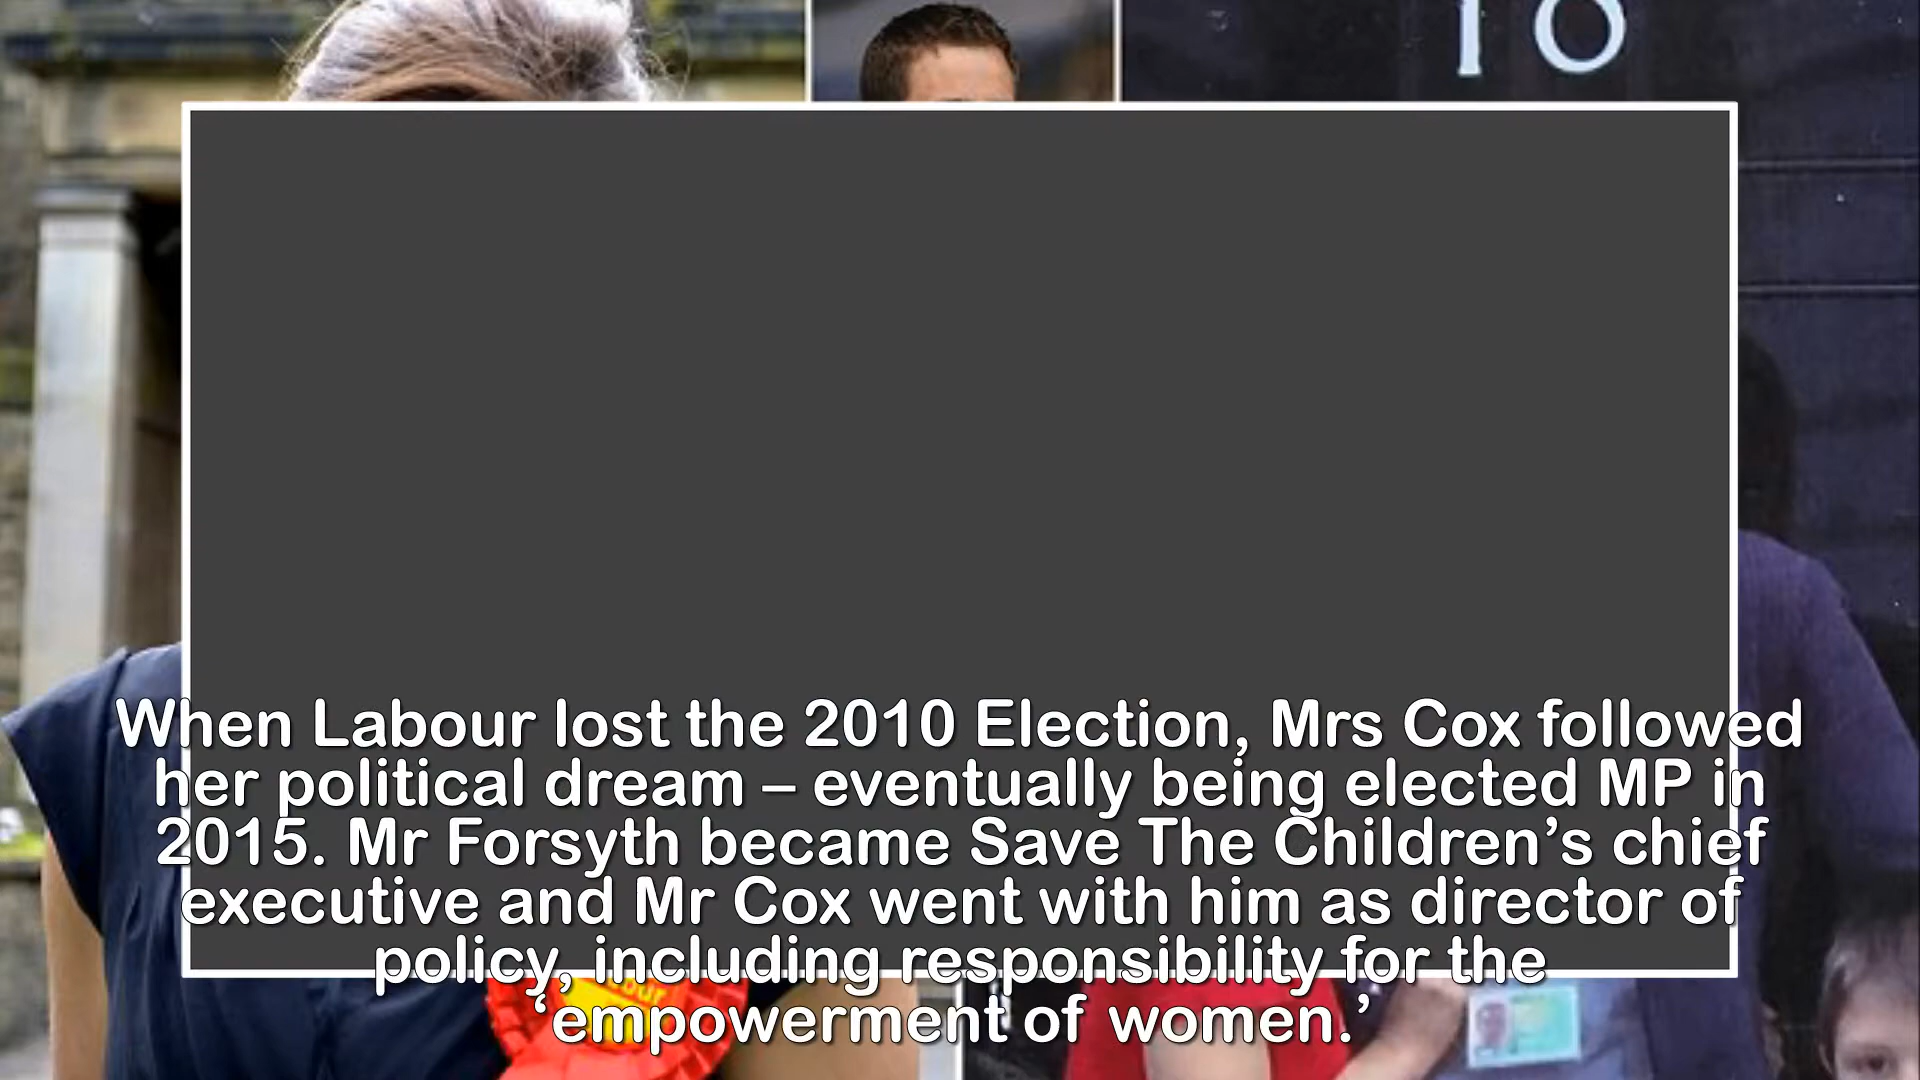 10
When Labour lost the 2010 Election, Mrs Cox followed
her political dream – eventually being elected MP in
2015. Mr Forsyth became Save The Children’s chief
executive and Mr Cox went with him as director of
policy, including responsibility for the
‘empowerment of women.’